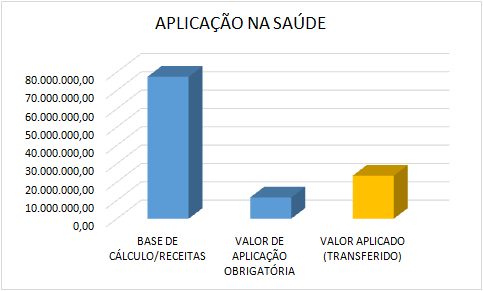 APLICAÇÃO NA SAÚDE
80.000.000,00
70.000.000,00
60.000.000,00
50.000.000,00
40.000.000,00
30.000.000,00
20.000.000,00
10.000.000,00
0,00
BASE DE
CÁLCULO/RECEITAS
VALOR DE
APLICAÇÃO
OBRIGATÓRIA
VALOR APLICADO
(TRANSFERIDO)